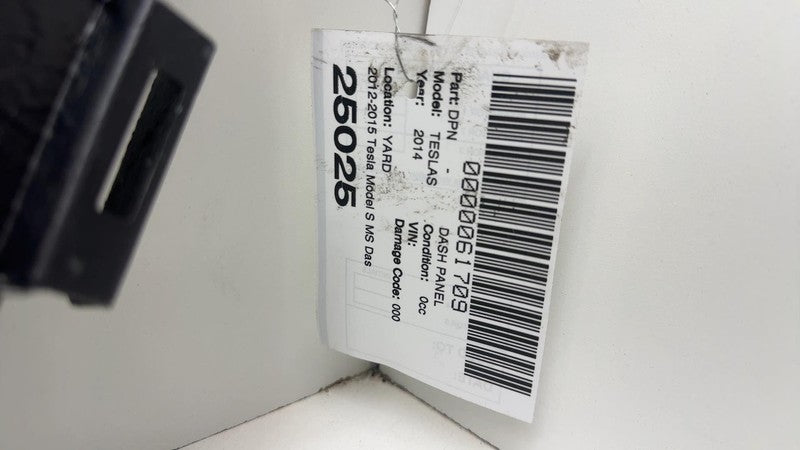 0000061709
Part: DPN - DASH PANEL
Model: TESLAS Condition: 0cc
Year: 2014 VIN:
Damage Code: 000
Location: YARD
2012-2015 Tesla Model S MS Das
25025